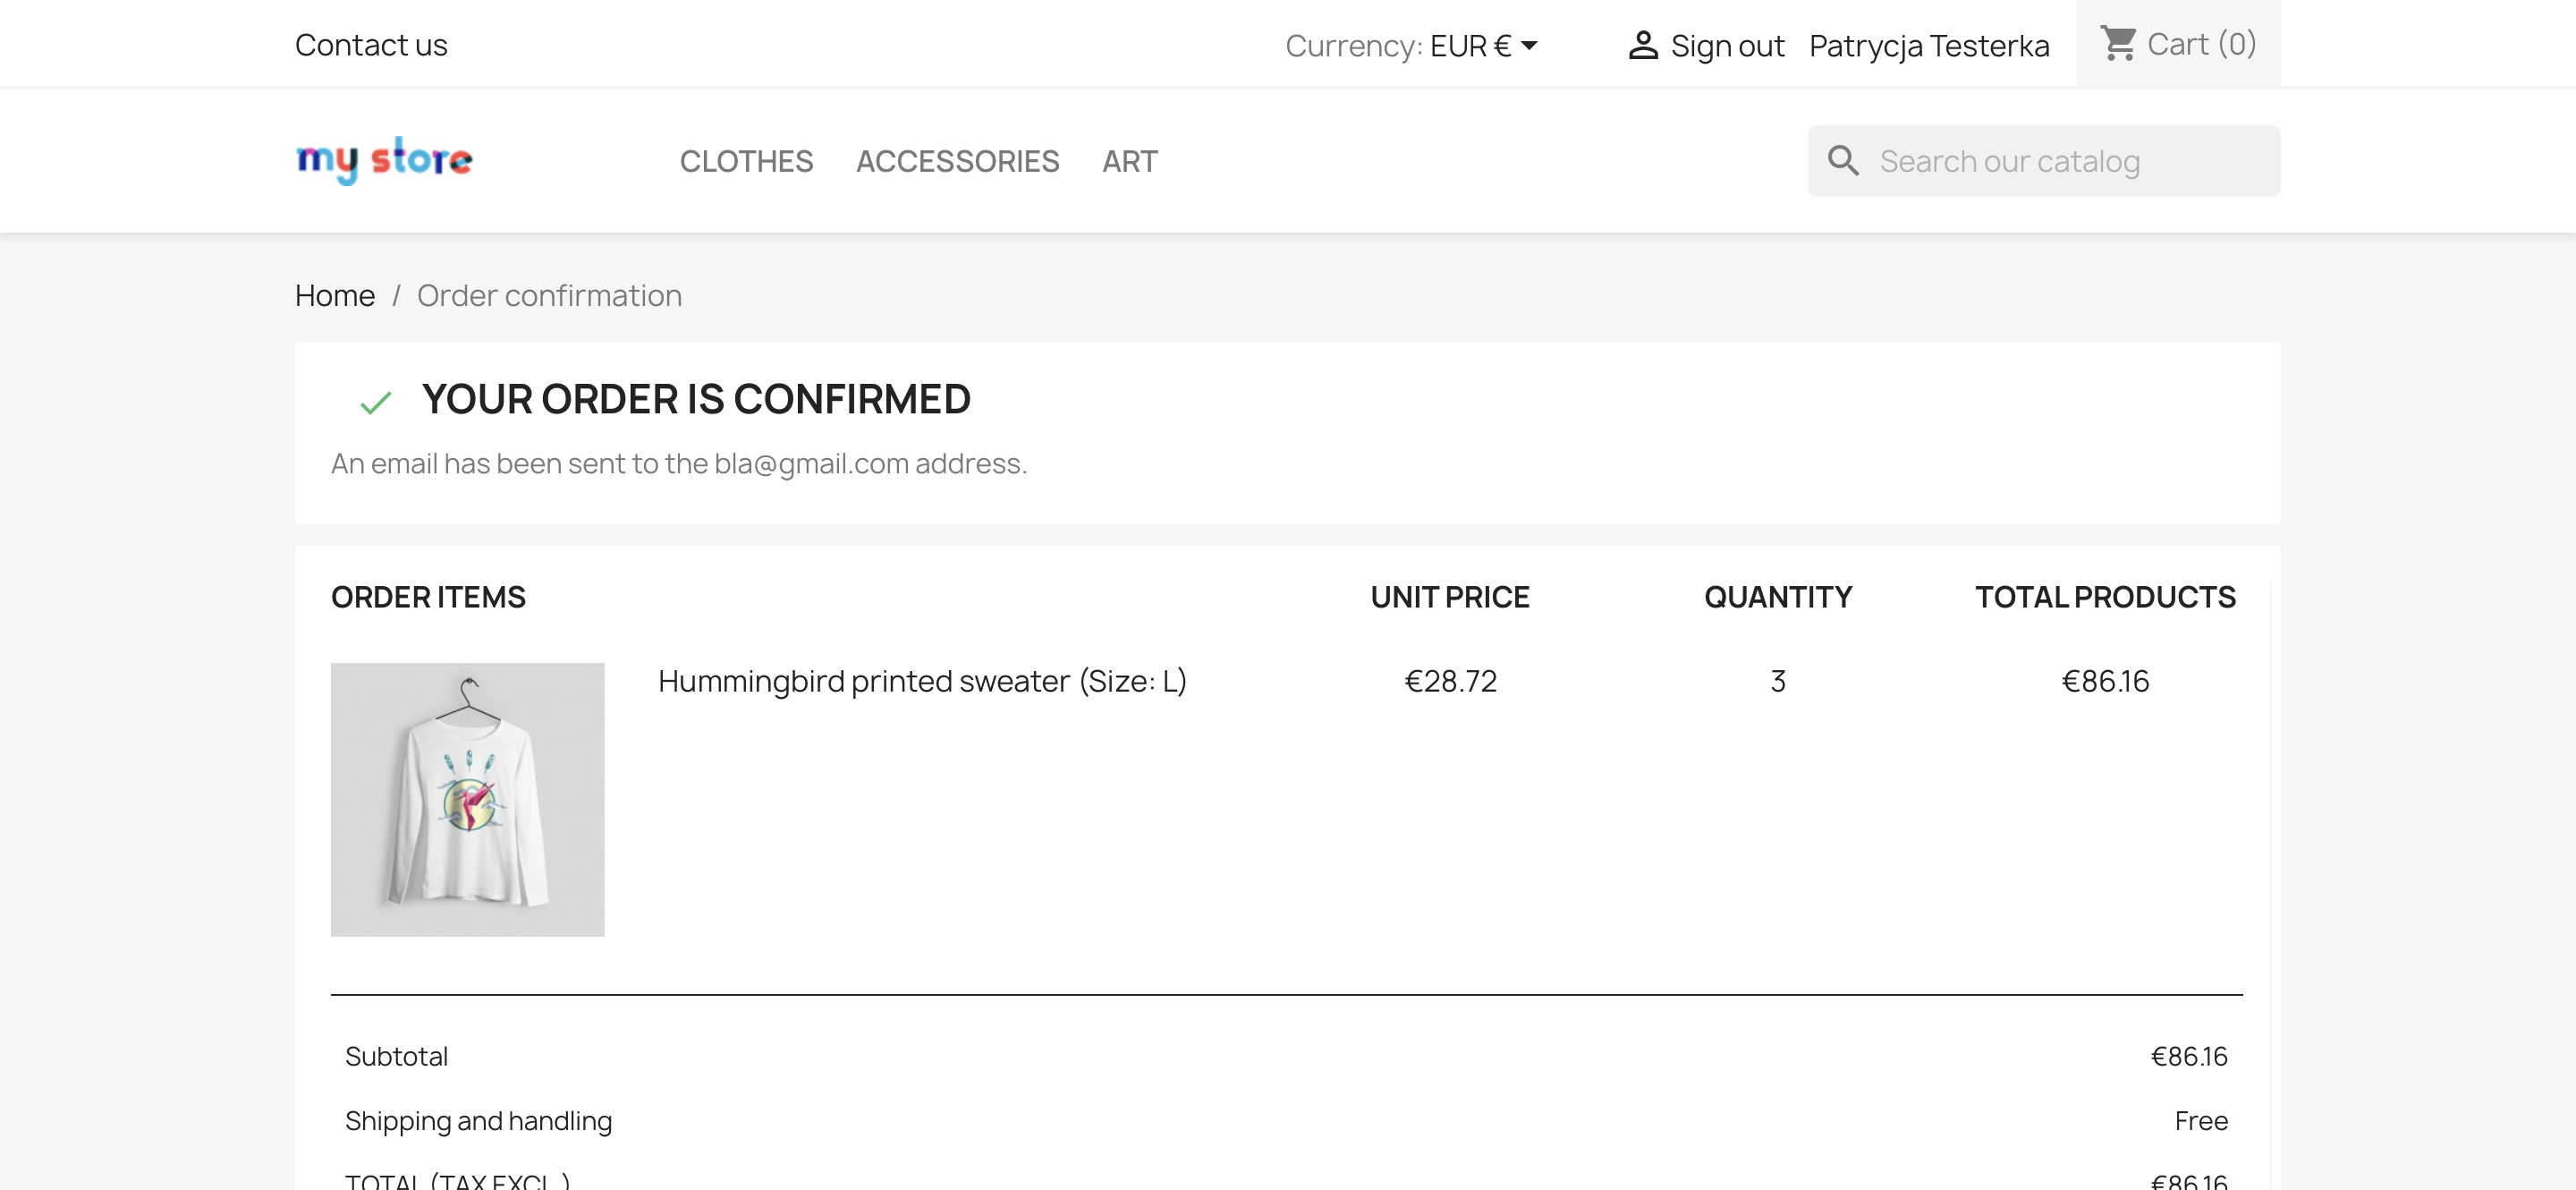 Contact us
Currency: EUR €
Sign out
Patrycja Testerka
Cart (0)
my store
CLOTHES
ACCESSORIES
ART
Search our catalog
Home / Order confirmation
YOUR ORDER IS CONFIRMED
An email has been sent to the bla@gmail.com address.
ORDER ITEMS
UNIT PRICE
QUANTITY
TOTAL PRODUCTS
Hummingbird printed sweater (Size: L)
€28.72
3
€86.16
Subtotal
€86.16
Shipping and handling
Free
TOTAL (TAX EXCL.)
€86.16